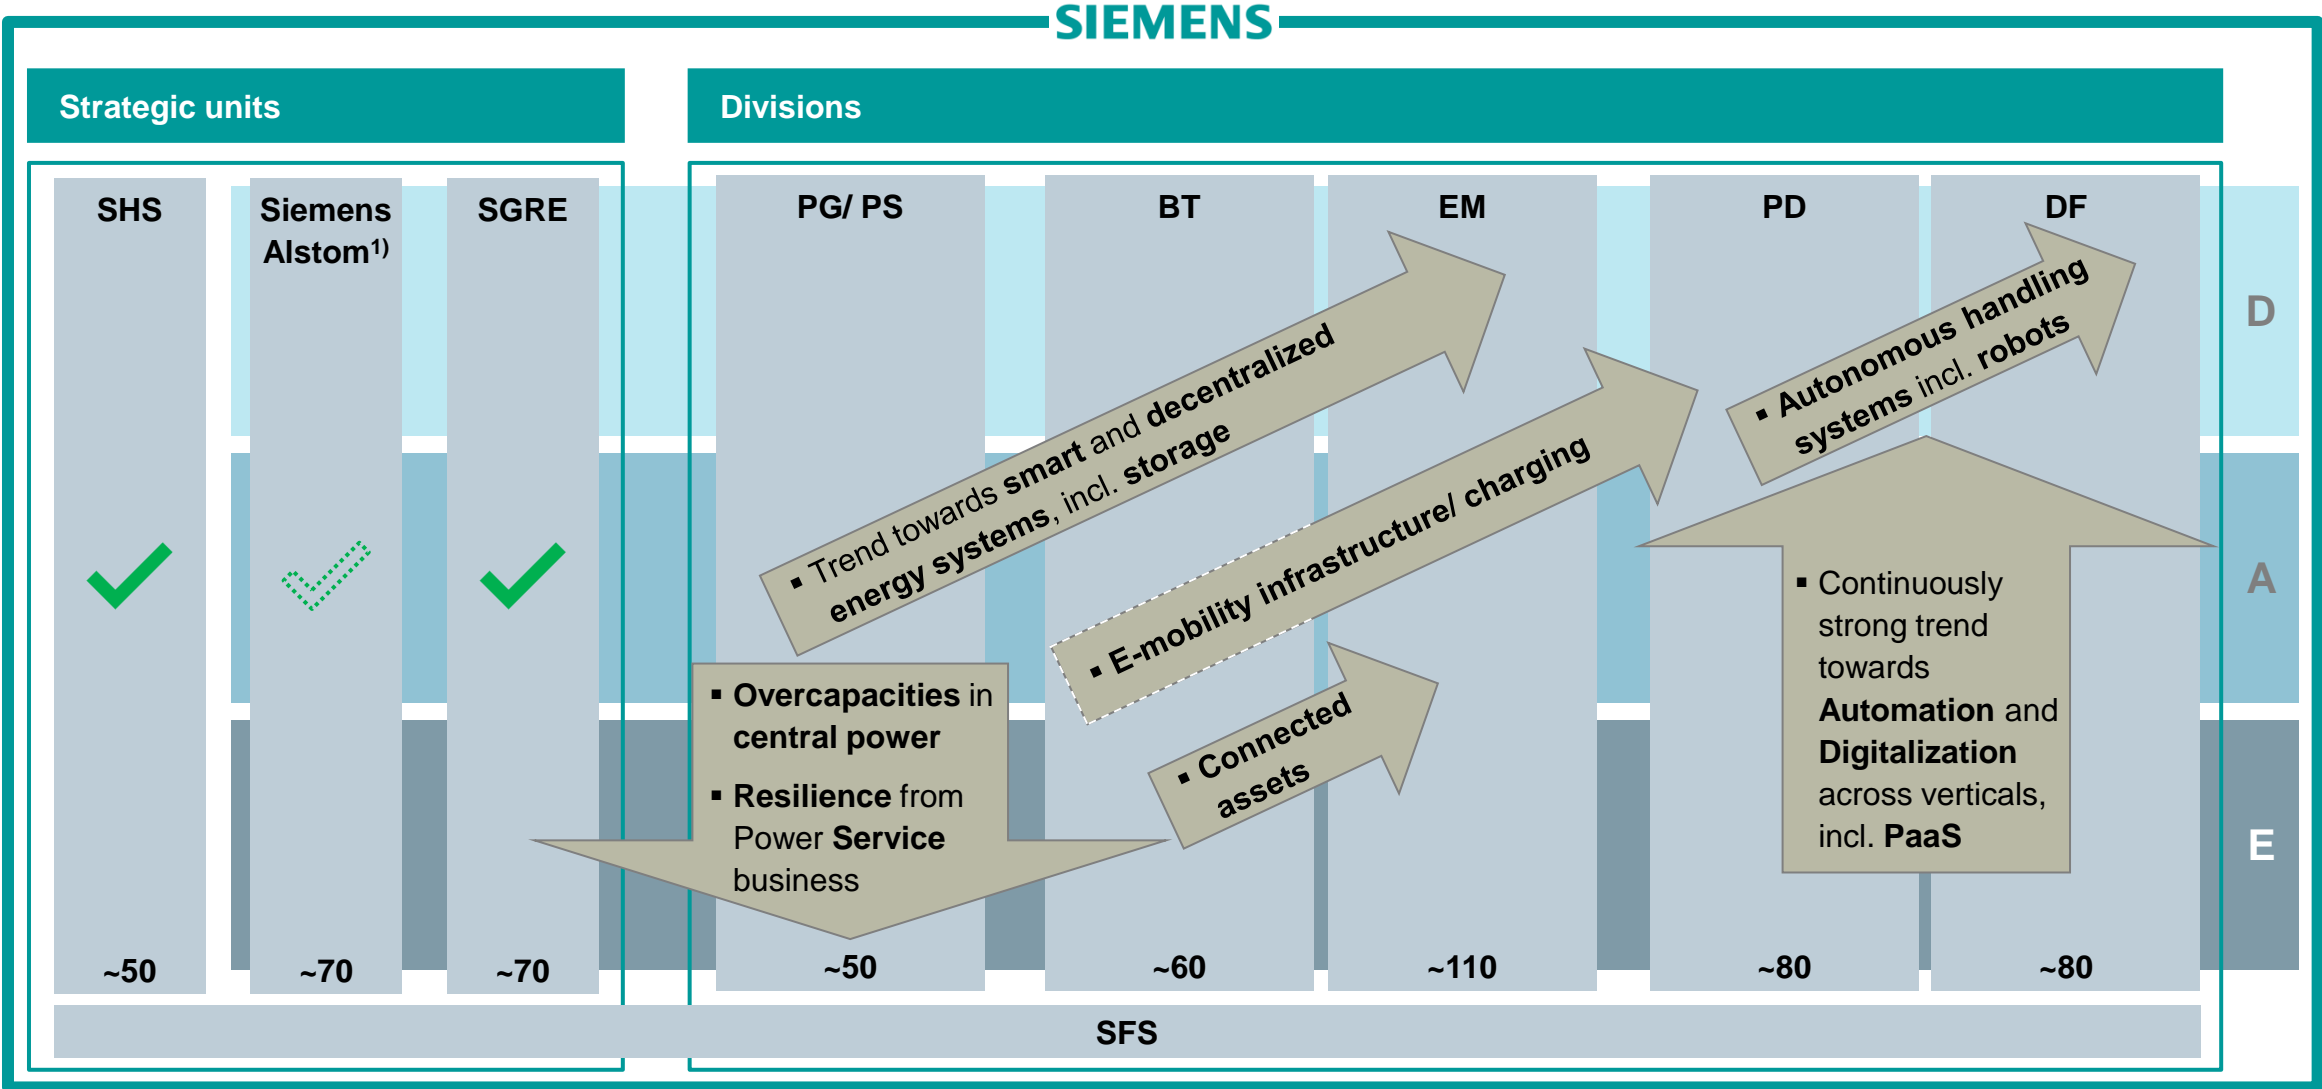 SIEMENS
Strategic units
Divisions
SHS
Siemens
Alstom¹⁾
SGRE
PG/ PS
BT
EM
PD
DF
D
A
E
▪ Trend towards smart and decentralized
energy systems, incl. storage
▪ E-mobility infrastructure/ charging
▪ Connected
assets
▪ Autonomous handling
systems incl. robots
▪ Overcapacities in
central power
▪ Resilience from
Power Service
business
▪ Continuously
strong trend
towards
Automation and
Digitalization
across verticals,
incl. PaaS
~50
~70
~70
~50
~60
~110
~80
~80
SFS